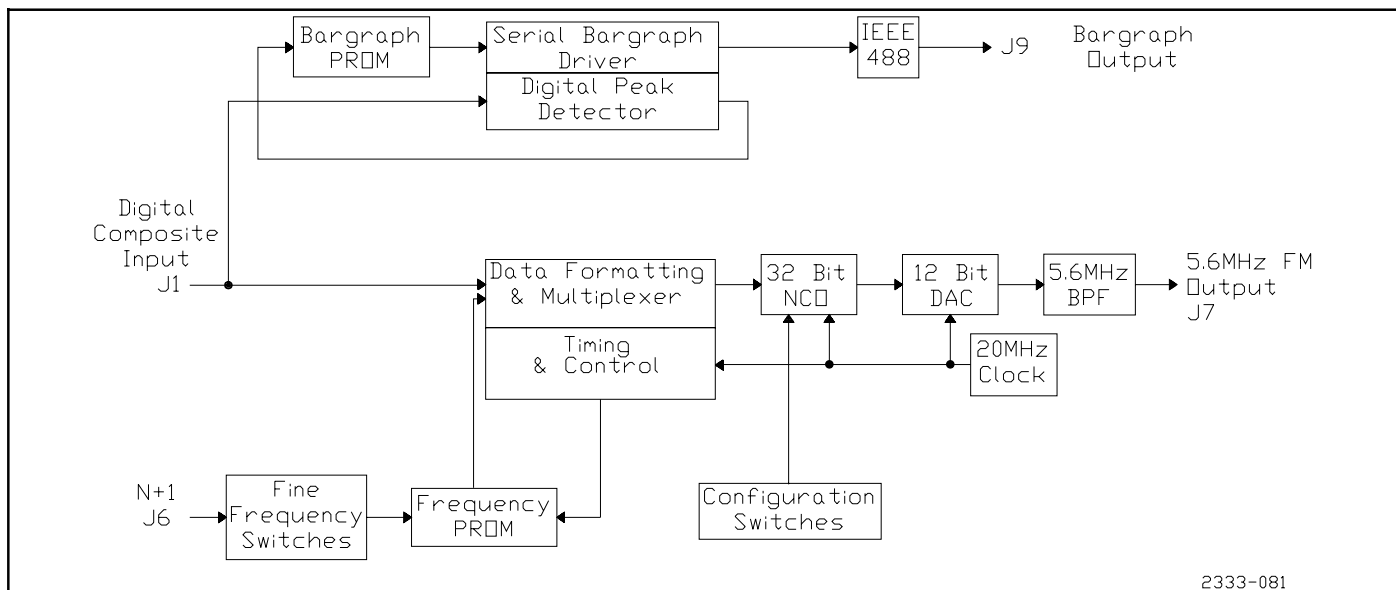 Bargraph
PROM
Serial Bargraph
Driver
Digital Peak
Detector
IEEE
488
J9
Bargraph
Output
Digital
Composite
Input
J1
Data Formatting
& Multiplexer
Timing
& Control
32 Bit
NCO
12 Bit
DAC
5.6MHz
BPF
5.6MHz FM
Output
J7
20MHz
Clock
N+1
J6
Fine
Frequency
Switches
Frequency
PROM
Configuration
Switches
2333-081